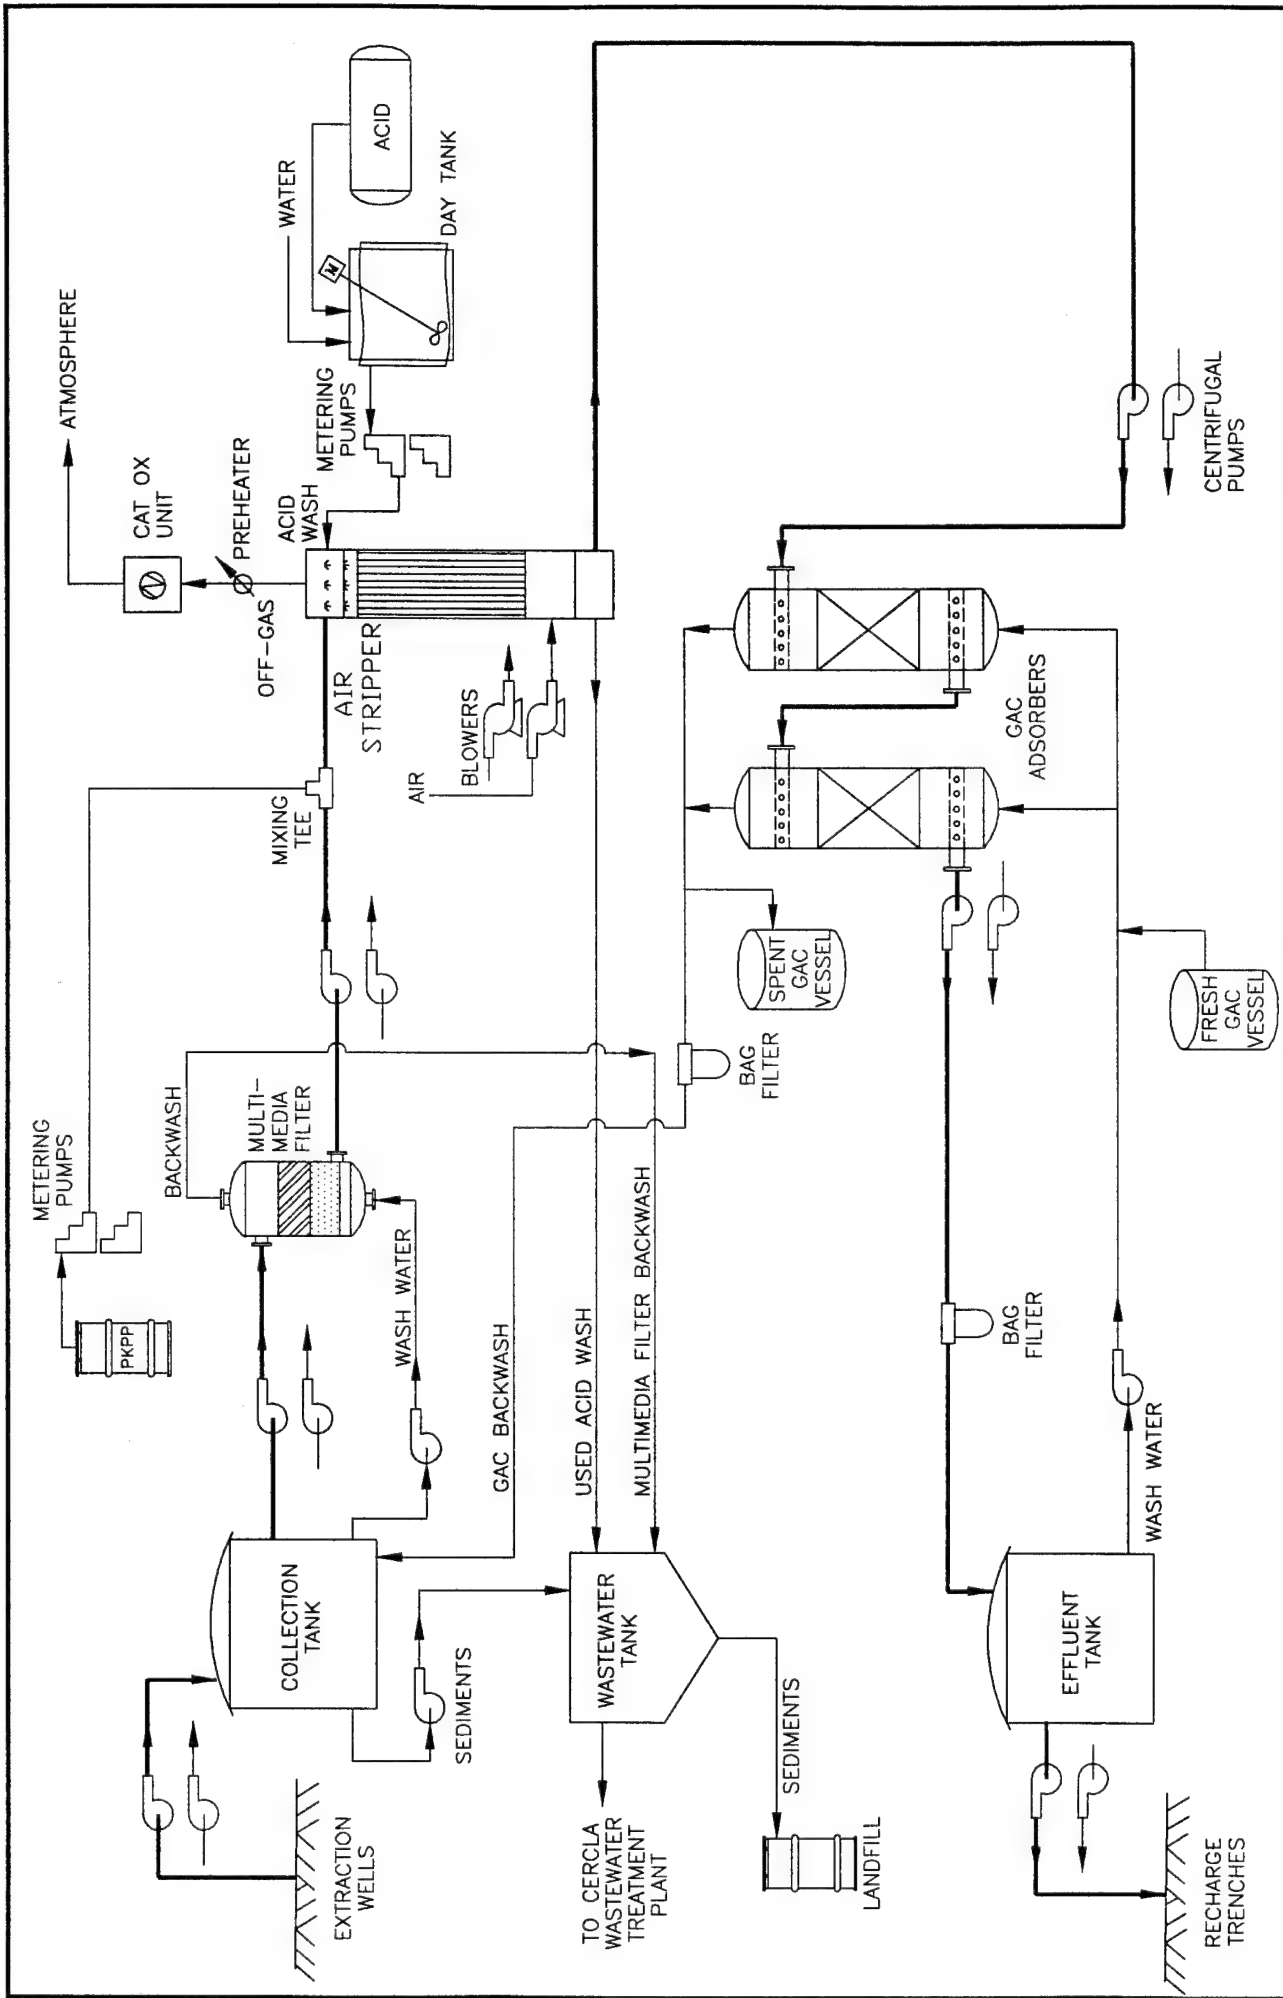 METERING
PUMPS
PKPP
BACKWASH
MULTI-
MEDIA
FILTER
EXTRACTION
WELLS
COLLECTION
TANK
WASH WATER
SEDIMENTS
MIXING
TEE
AIR
STRIPPER
OFF-GAS
PREHEATER
CAT OX
UNIT
ATMOSPHERE
ACID
WASH
METERING
PUMPS
WATER
DAY TANK
ACID
AIR
BLOWERS
GAC BACKWASH
USED ACID WASH
MULTIMEDIA FILTER BACKWASH
WASTEWATER
TANK
TO CERCLA
WASTEWATER
TREATMENT
PLANT
SEDIMENTS
LANDFILL
BAG
FILTER
SPENT
GAC
VESSEL
GAC
ADSORBERS
CENTRIFUGAL
PUMPS
BAG
FILTER
FRESH
GAC
VESSEL
WASH WATER
EFFLUENT
TANK
RECHARGE
TRENCHES